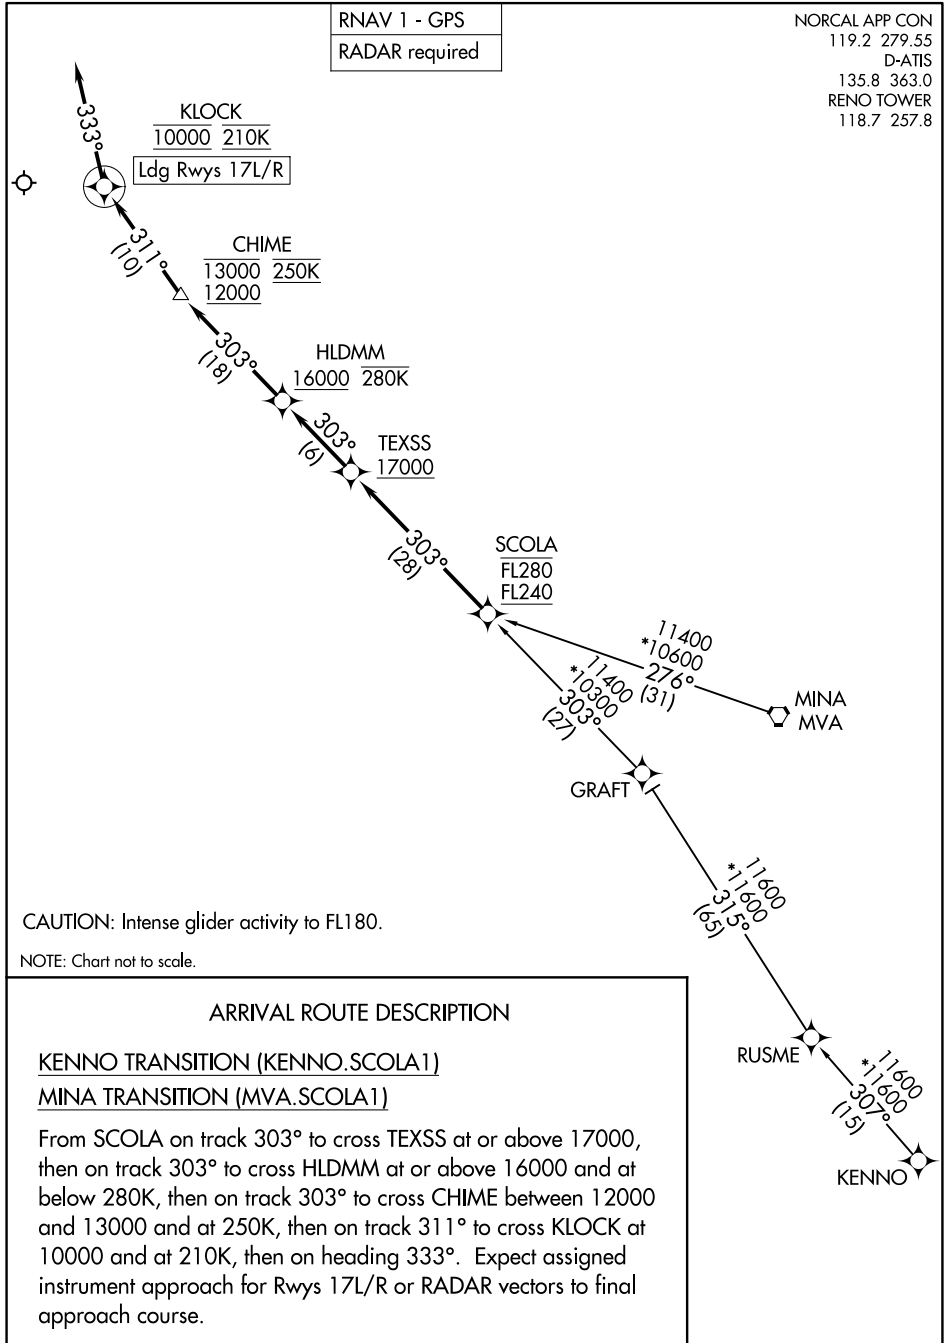 RNAV 1 - GPS
RADAR required
NORCAL APP CON
119.2 279.55
D-ATIS
135.8 363.0
RENO TOWER
118.7 257.8
333°
KLOCK
10000 210K
Ldg Rwys 17L/R
311°
(10)
CHIME
13000 250K
12000
303°
(18)
HLDMM
16000 280K
303°
(6)
TEXSS
17000
303°
(28)
SCOLA
FL280
FL240
11400
*10600
276°
(31)
MINA
MVA
11400
*10300
303°
(27)
GRAFT
11600
*11600
315°
(65)
RUSME
11600
*11600
307°
(15)
KENNO
CAUTION: Intense glider activity to FL180.
NOTE: Chart not to scale.
ARRIVAL ROUTE DESCRIPTION
KENNO TRANSITION (KENNO.SCOLA1)
MINA TRANSITION (MVA.SCOLA1)
From SCOLA on track 303° to cross TEXSS at or above 17000,
then on track 303° to cross HLDMM at or above 16000 and at
below 280K, then on track 303° to cross CHIME between 12000
and 13000 and at 250K, then on track 311° to cross KLOCK at
10000 and at 210K, then on heading 333°. Expect assigned
instrument approach for Rwys 17L/R or RADAR vectors to final
approach course.